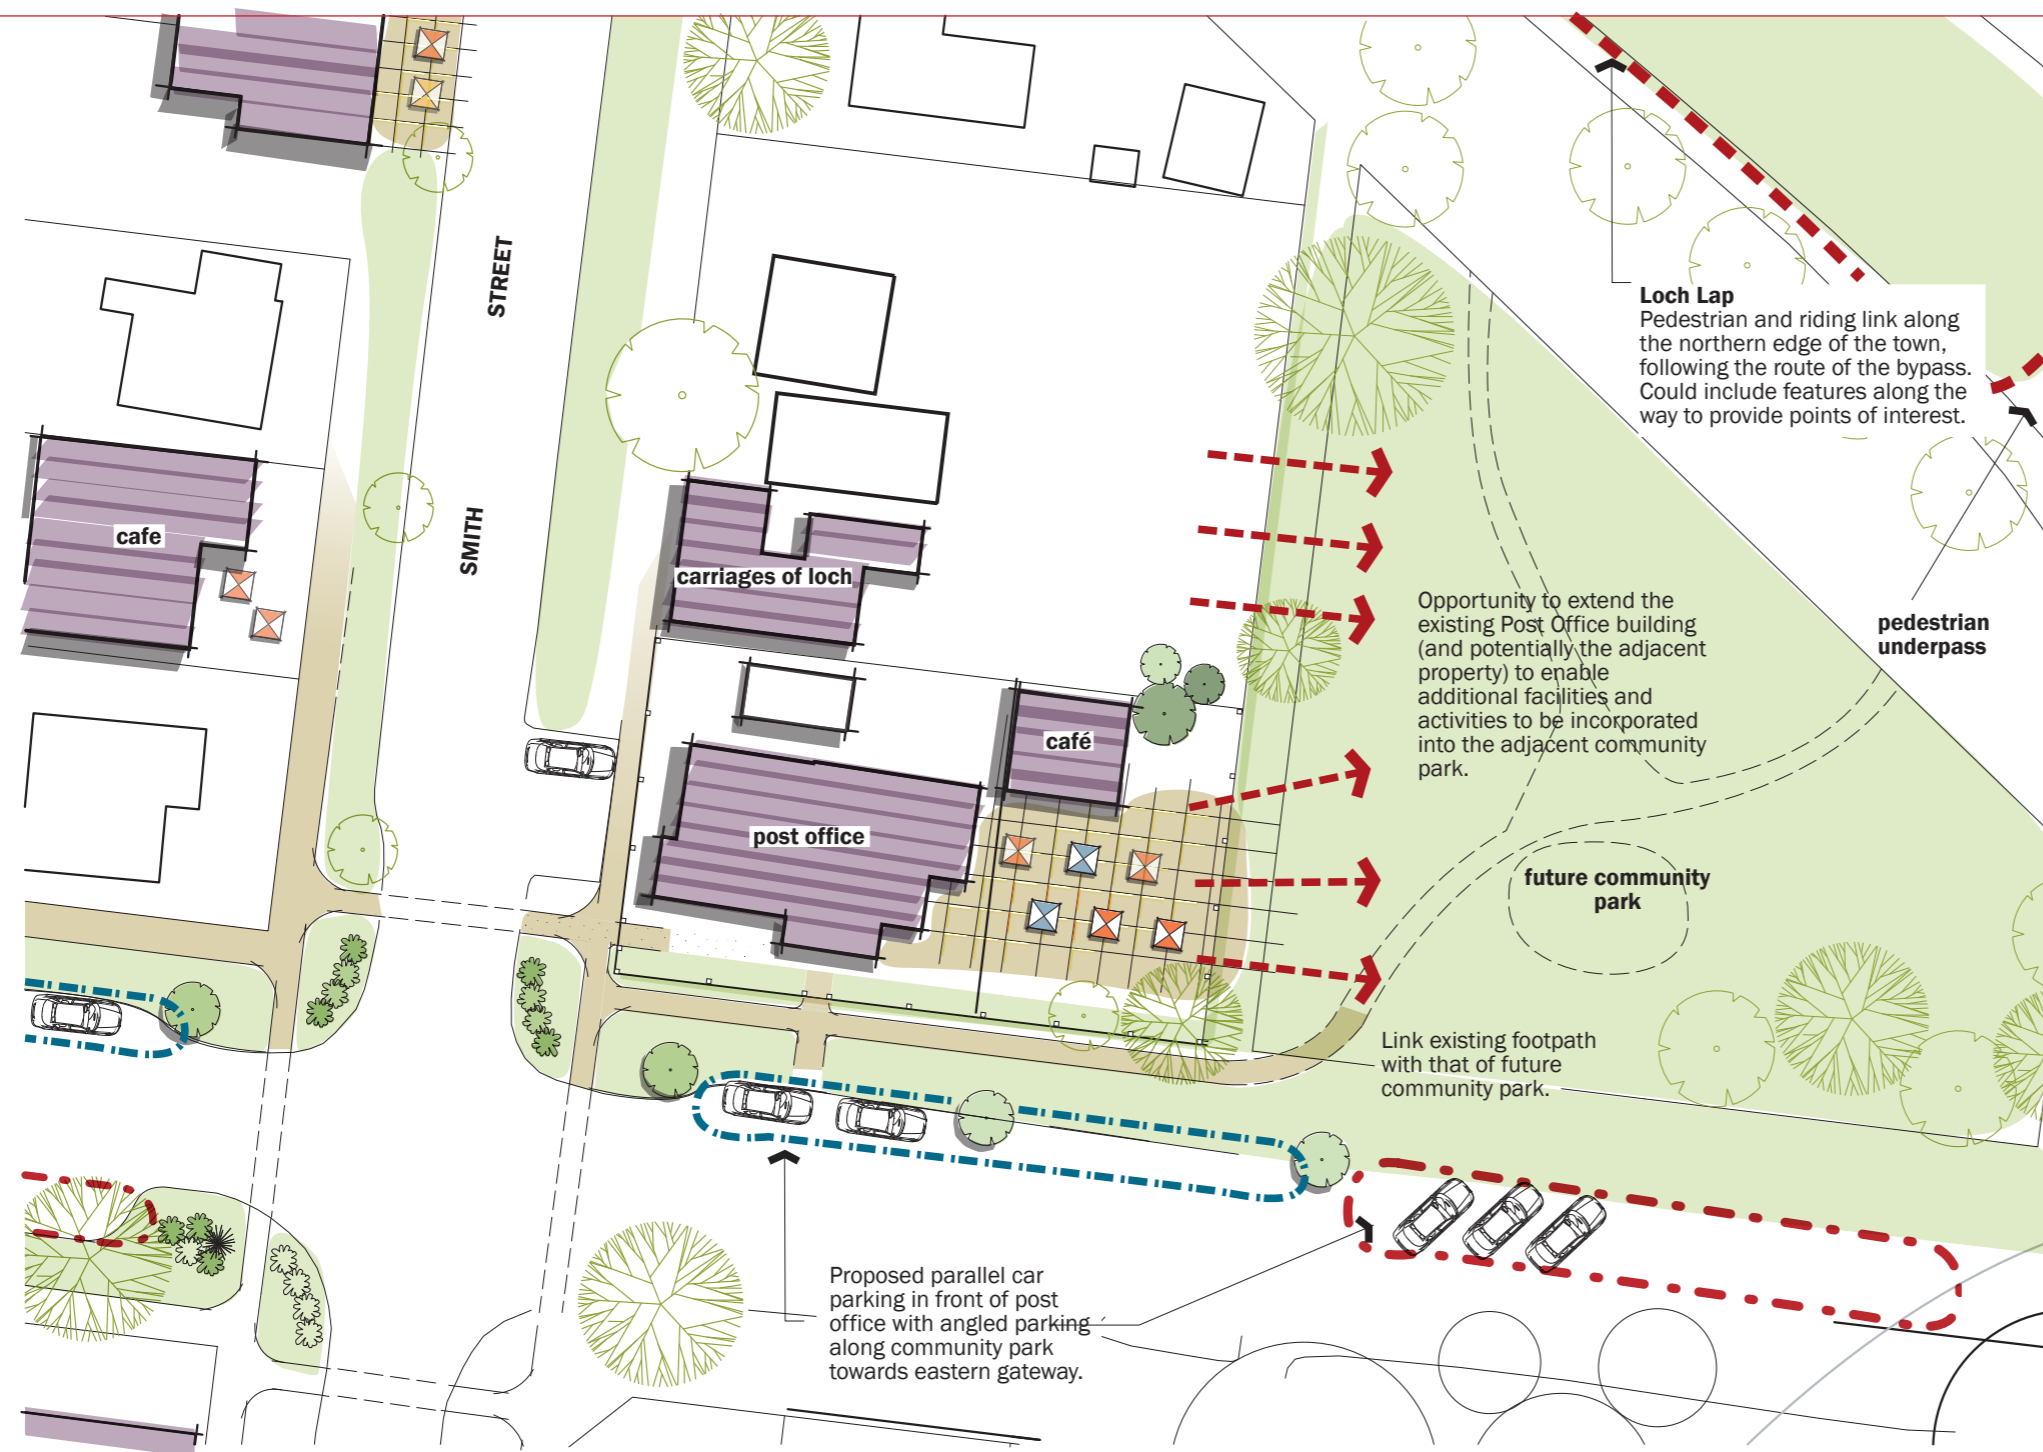 STREET
SMITH
Loch Lap
Pedestrian and riding link along
the northern edge of the town,
following the route of the bypass.
Could include features along the
way to provide points of interest.
cafe
carriages of loch
Opportunity to extend the
existing Post Office building
(and potentially the adjacent
property) to enable
additional facilities and
activities to be incorporated
into the adjacent community
park.
pedestrian
underpass
café
post office
future community
park
Link existing footpath
with that of future
community park.
Proposed parallel car
parking in front of post
office with angled parking
along community park
towards eastern gateway.